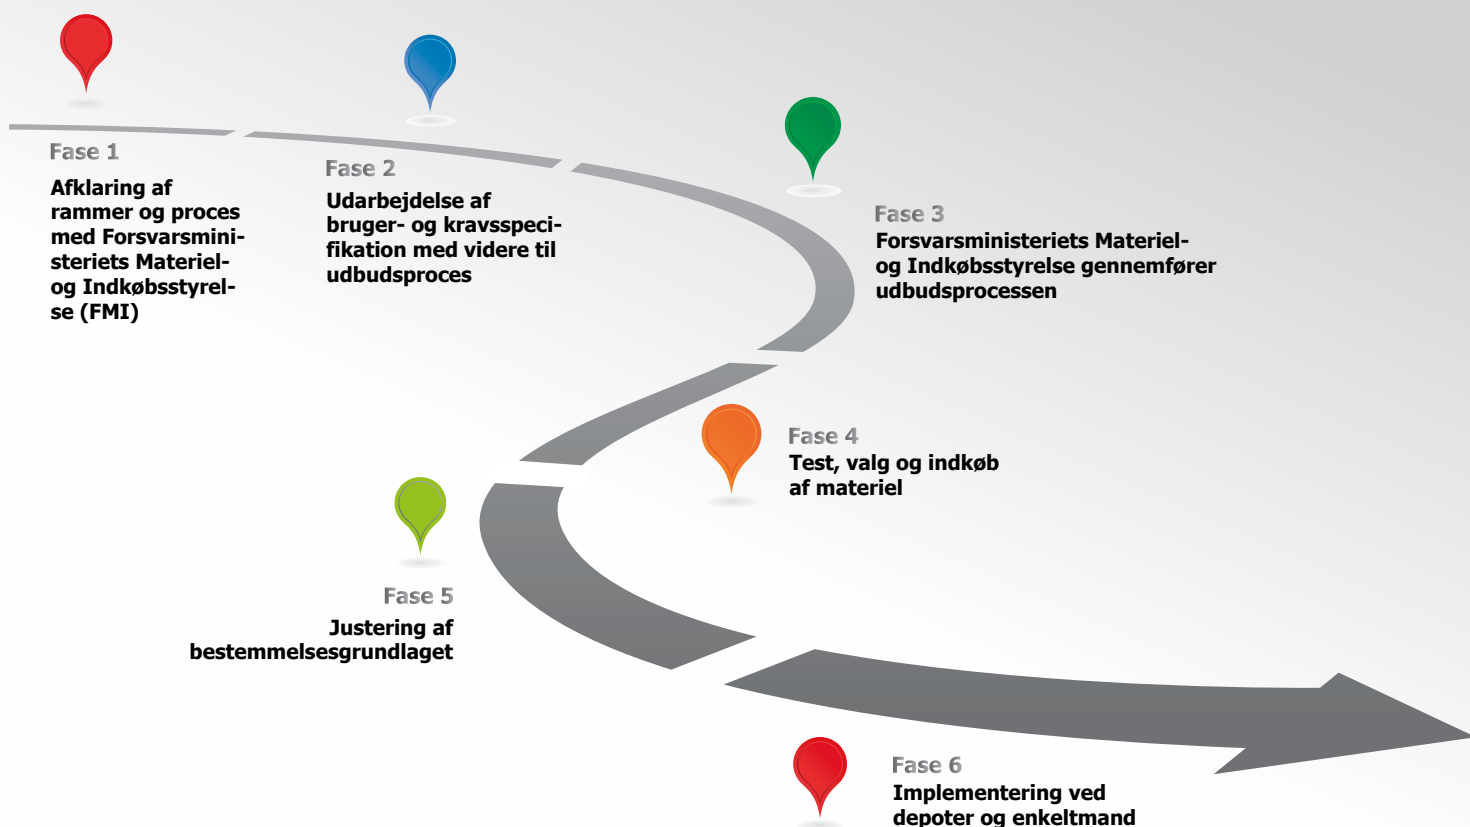 Fase 1
Afklaring af
rammer og proces
med Forsvarsmini-
steriets Materiel-
og Indkøbsstyrel-
se (FMI)
Fase 2
Udarbejdelse af
bruger- og kravsspeci-
fikation med videre til
udbudsproces
Fase 3
Forsvarsministeriets Materiel-
og Indkøbsstyrelse gennemfører
udbudsprocessen
Fase 4
Test, valg og indkøb
af materiel
Fase 5
Justering af
bestemmelsesgrundlaget
Fase 6
Implementering ved
depoter og enkeltmand